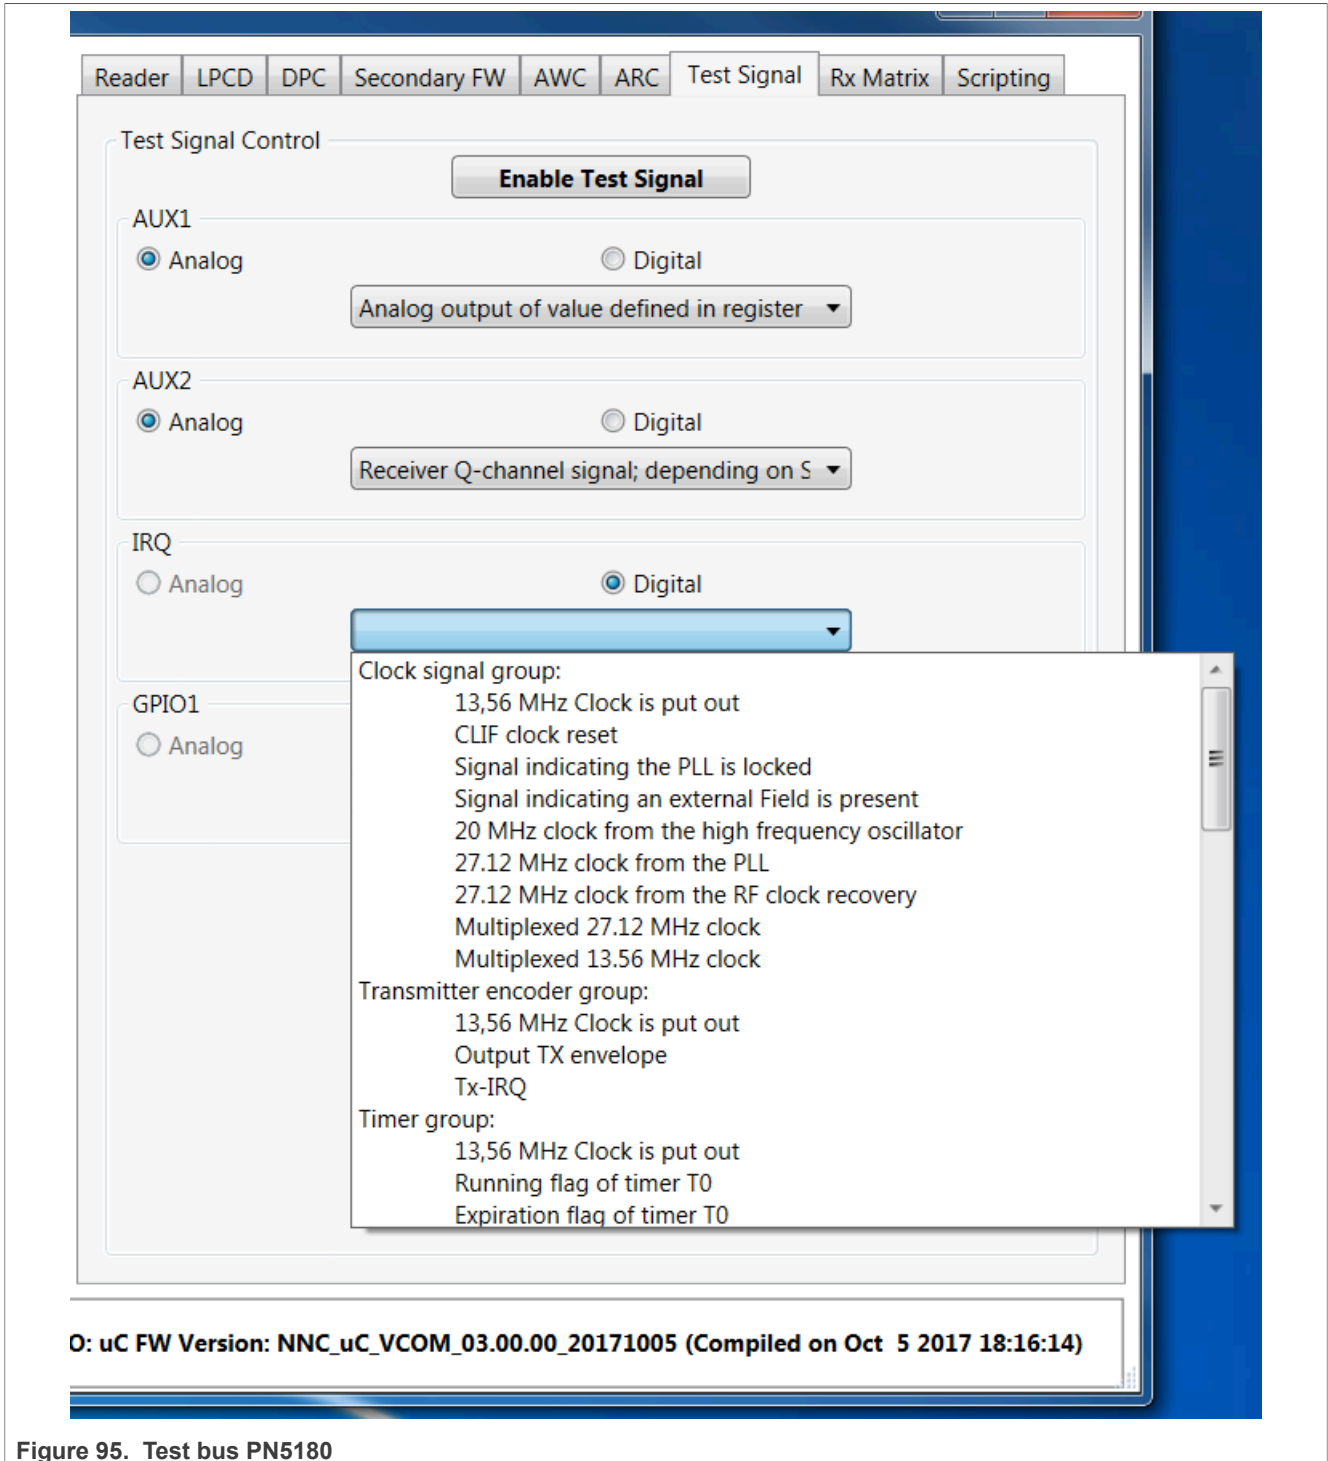 Reader LPCD DPC Secondary FW AWC ARC Test Signal Rx Matrix Scripting
Test Signal Control
Enable Test Signal
AUX1
Analog Digital
Analog output of value defined in register
AUX2
Analog Digital
Receiver Q-channel signal; depending on S
IRQ
Analog Digital
Clock signal group:
13,56 MHz Clock is put out
CLIF clock reset
Signal indicating the PLL is locked
Signal indicating an external Field is present
20 MHz clock from the high frequency oscillator
27.12 MHz clock from the PLL
27.12 MHz clock from the RF clock recovery
Multiplexed 27.12 MHz clock
Multiplexed 13.56 MHz clock
Transmitter encoder group:
13,56 MHz Clock is put out
Output TX envelope
Tx-IRQ
Timer group:
13,56 MHz Clock is put out
Running flag of timer T0
Expiration flag of timer T0
GPIO1
Analog
O: uC FW Version: NNC_uC_VCOM_03.00.00_20171005 (Compiled on Oct  5 2017 18:16:14)
Figure 95. Test bus PN5180